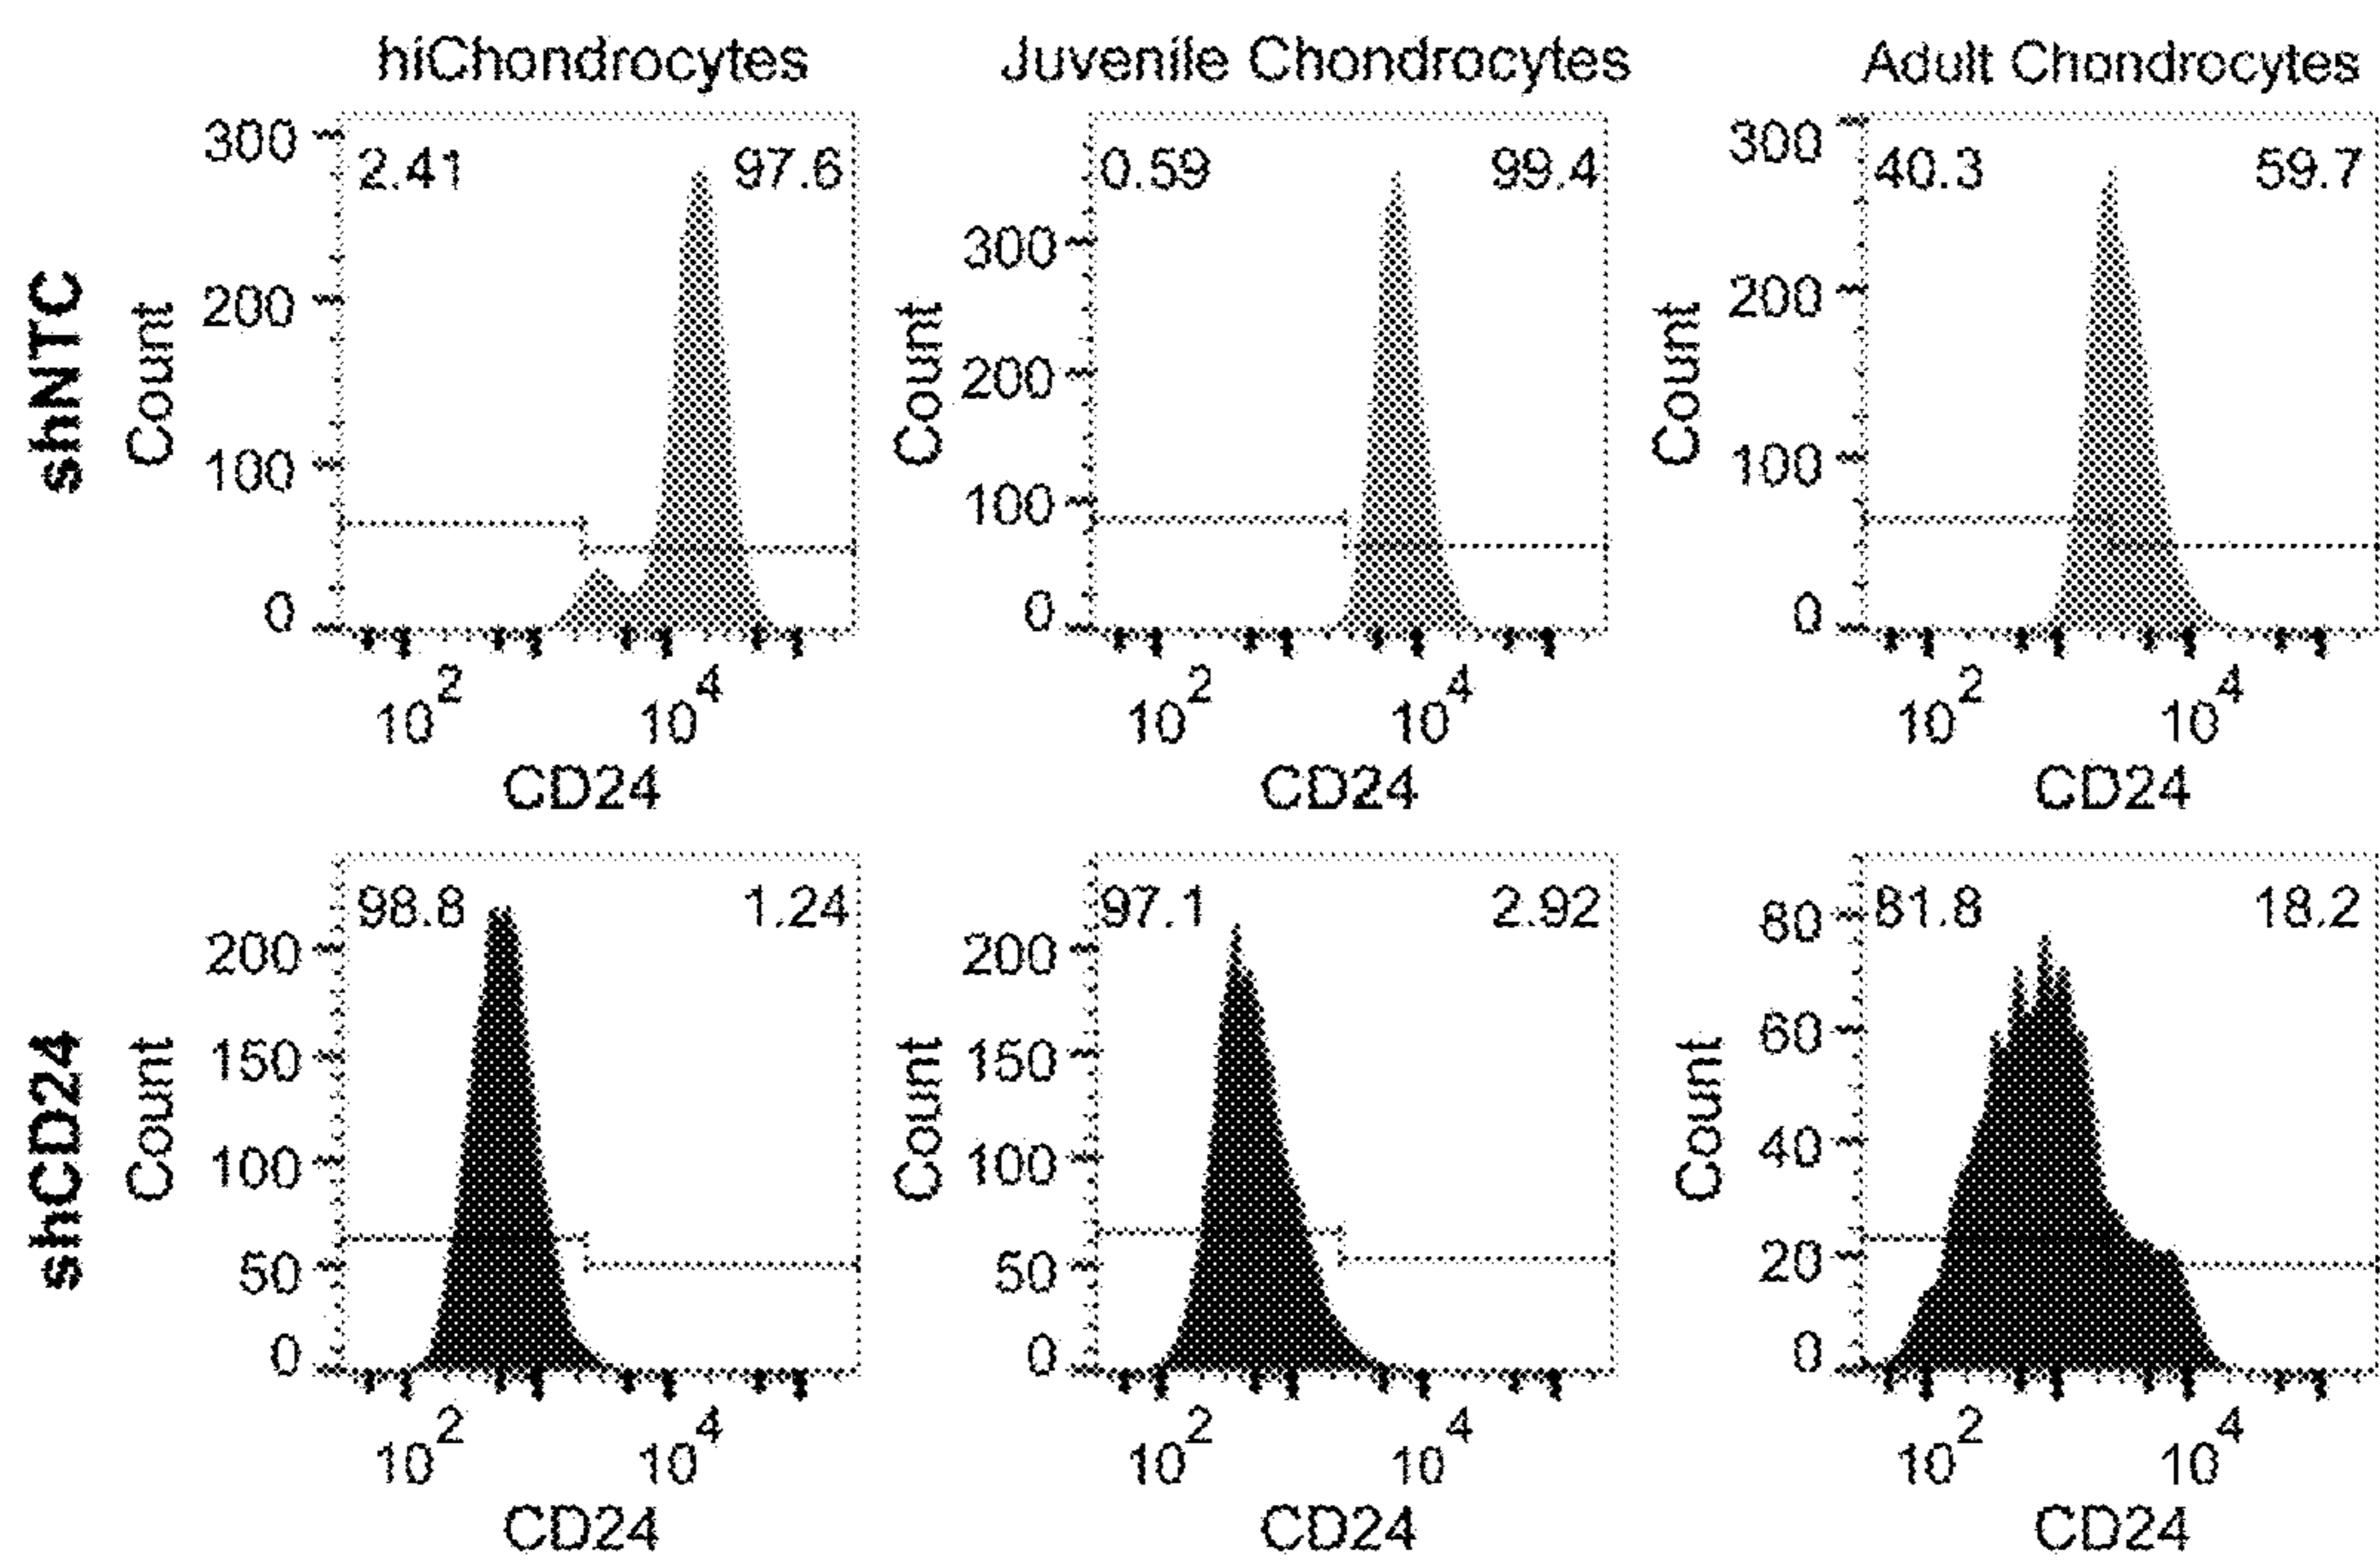 hiChondrocytes Juvenile Chondrocytes Adult Chondrocytes
shNTC
Count
300
200
100
0
2.41 97.6
10^2 10^4
CD24
Count
300
200
100
0
0.59 99.4
10^2 10^4
CD24
Count
300
200
100
0
40.3 59.7
10^2 10^4
CD24
shCD24
Count
200
150
100
50
0
98.8 1.24
10^2 10^4
CD24
Count
200
150
100
50
0
97.1 2.92
10^2 10^4
CD24
Count
80
60
40
20
0
81.8 18.2
10^2 10^4
CD24